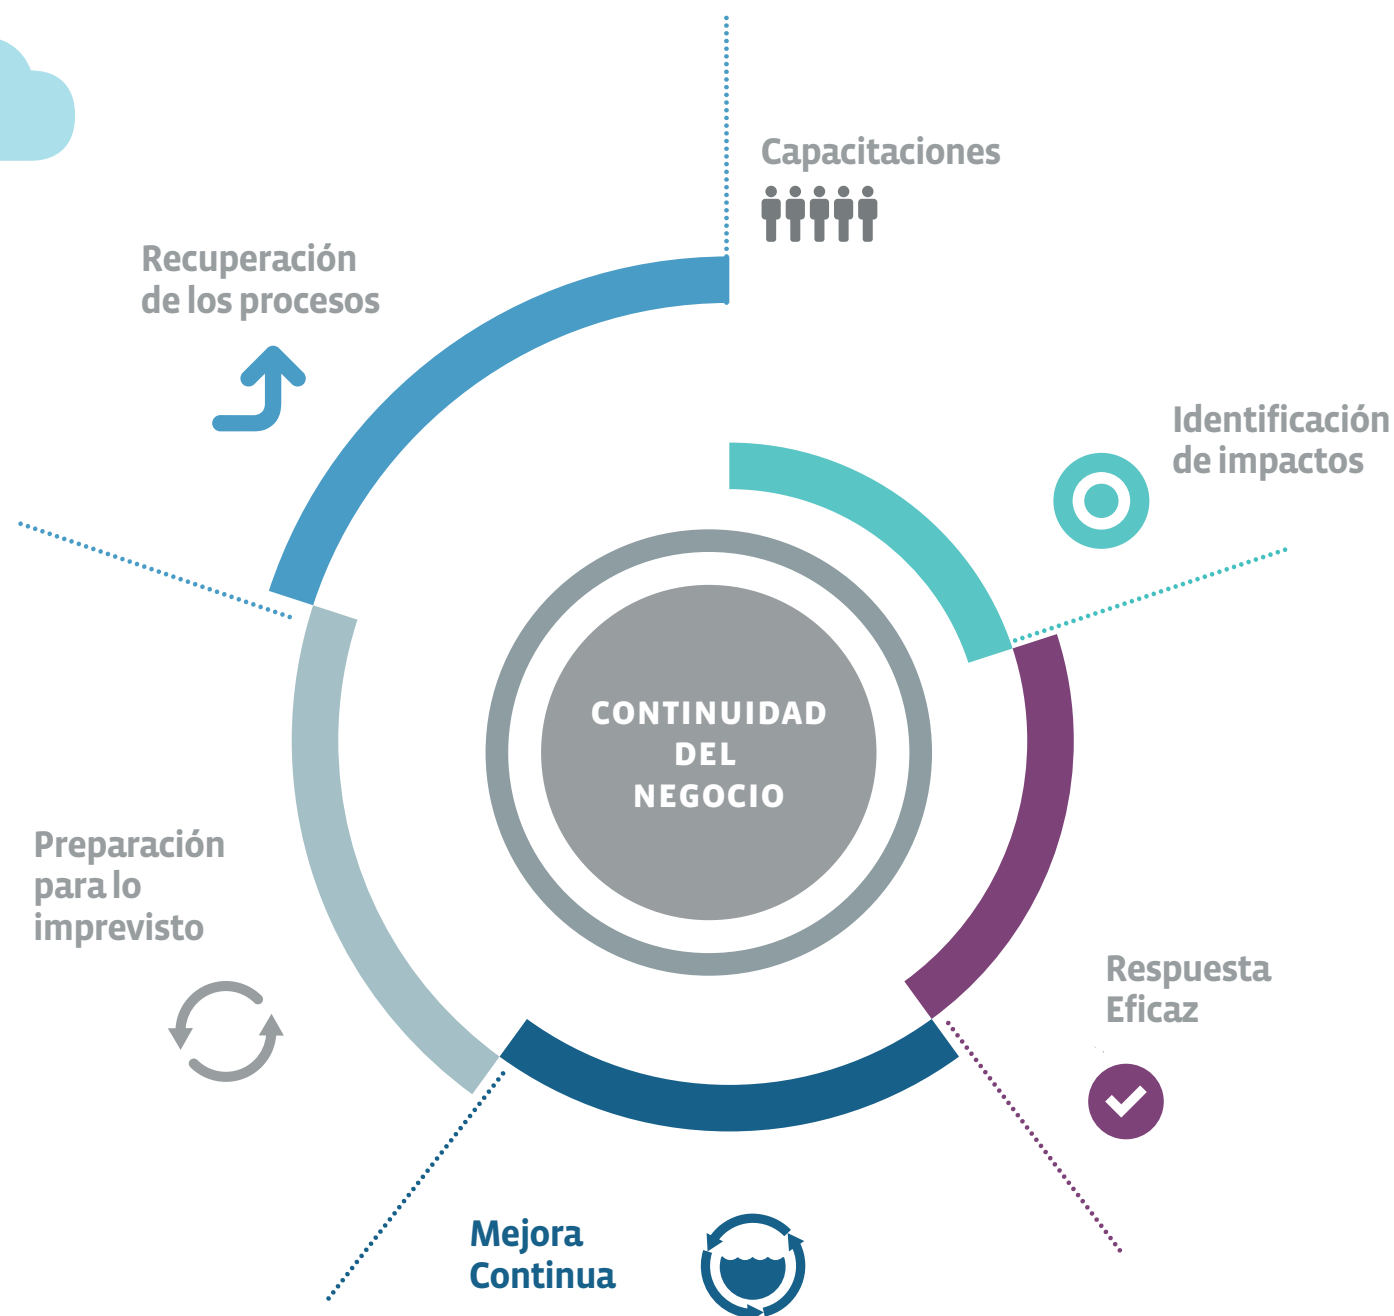 Capacitaciones
Recuperación
de los procesos
Identificación
de impactos
CONTINUIDAD
DEL
NEGOCIO
Preparación
para lo
imprevisto
Respuesta
Eficaz
Mejora
Continua